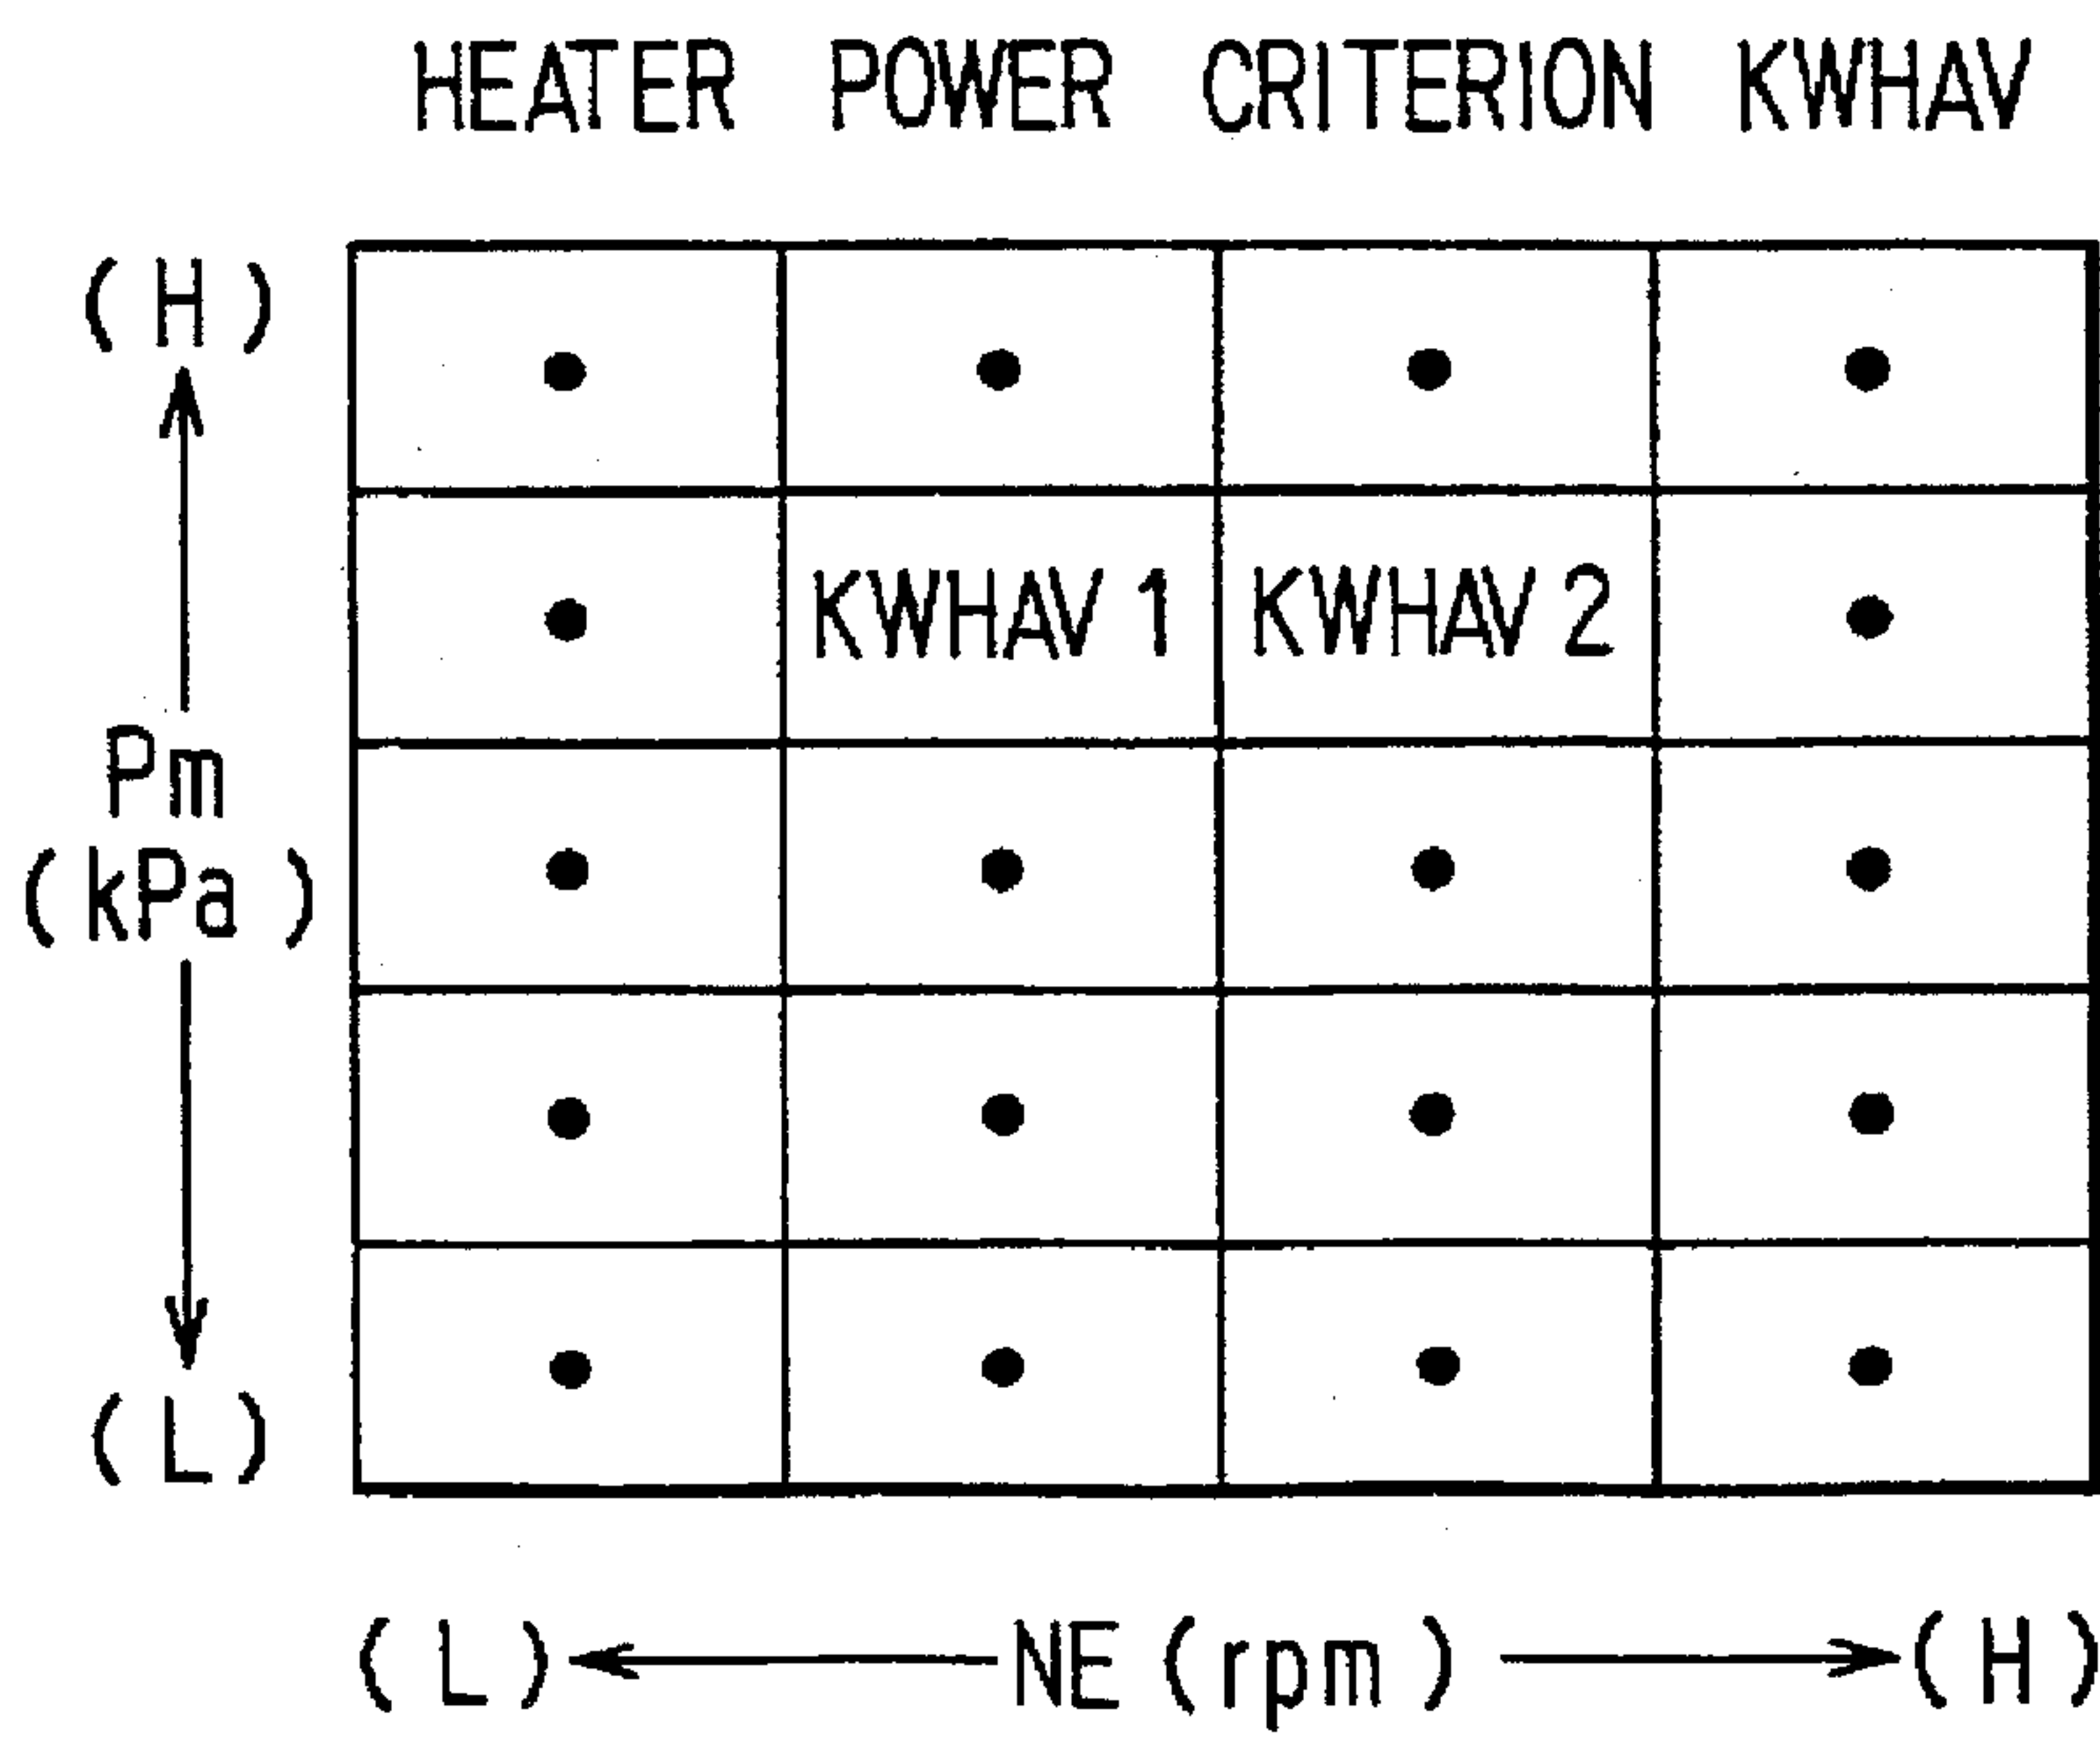 HEATER POWER CRITERION KWHAV
(H)
KWHAV 1 KWHAV 2
Pm
(kPa)
(L)
(L) NE (rpm) (H)